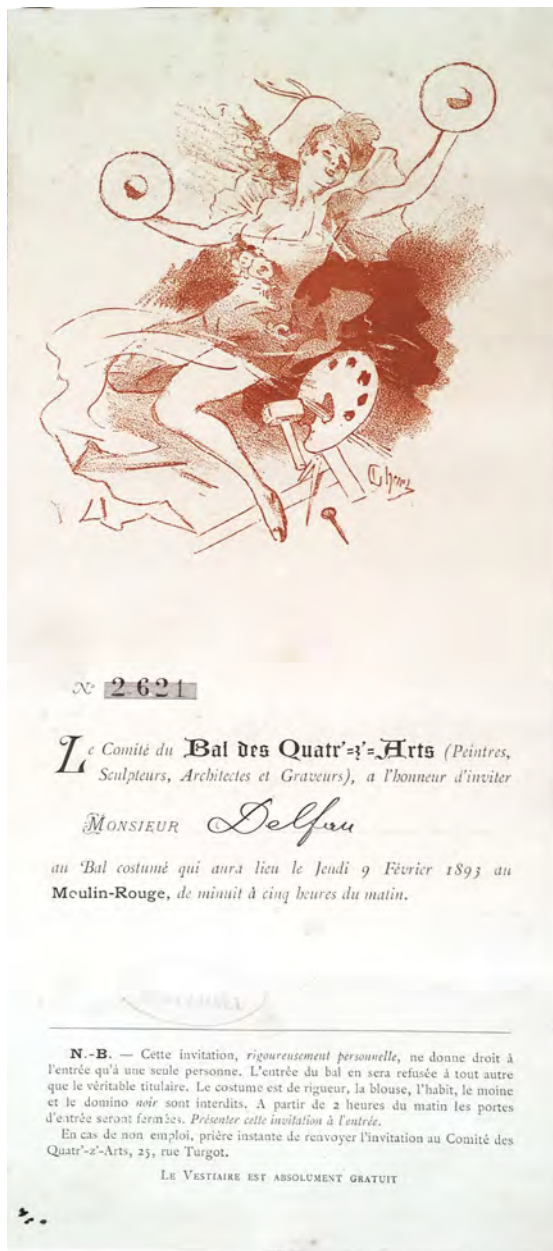 JChéret
Nº 2.621
Le Comité du Bal des Quatr'=z'=Arts (Peintres,
Sculpteurs, Architectes et Graveurs), a l'honneur d'inviter
MONSIEUR Delfau
au Bal costumé qui aura lieu le Jeudi 9 Février 1893 au
Moulin-Rouge, de minuit à cinq heures du matin.
N.-B. — Cette invitation, rigoureusement personnelle, ne donne droit à
l'entrée qu'à une seule personne. L'entrée du bal en sera refusée à tout autre
que le véritable titulaire. Le costume est de rigueur, la blouse, l'habit, le moine
et le domino noir sont interdits. A partir de 2 heures du matin les portes
d'entrée seront fermées. Présenter cette invitation à l'entrée.
En cas de non emploi, prière instante de renvoyer l'invitation au Comité des
Quatr'-z'-Arts, 25, rue Turgot.
LE VESTIAIRE EST ABSOLUMENT GRATUIT